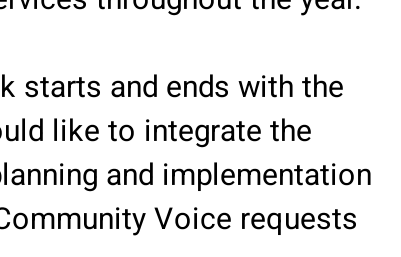 ervices throughout the year.
k starts and ends with the
ould like to integrate the
planning and implementation
Community Voice requests